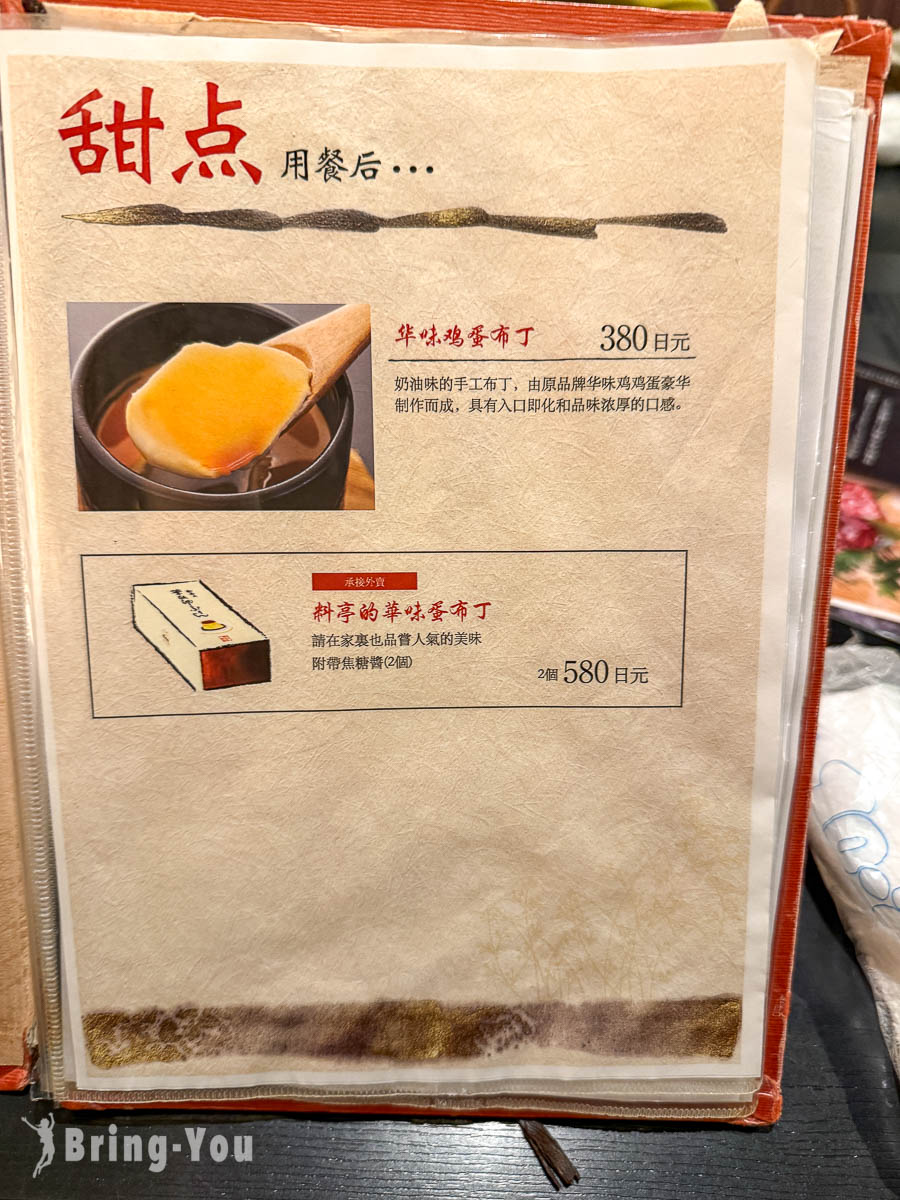 甜点 用餐后...
华味鸡蛋布丁 380日元
奶油味的手工布丁，由原品牌华味鸡鸡蛋豪华
制作而成，具有入口即化和品味浓厚的口感。
承接外賣
料亭的華味蛋布丁
請在家裏也品嘗人氣的美味
附帶焦糖醬(2個)
2個 580日元
Bring-You